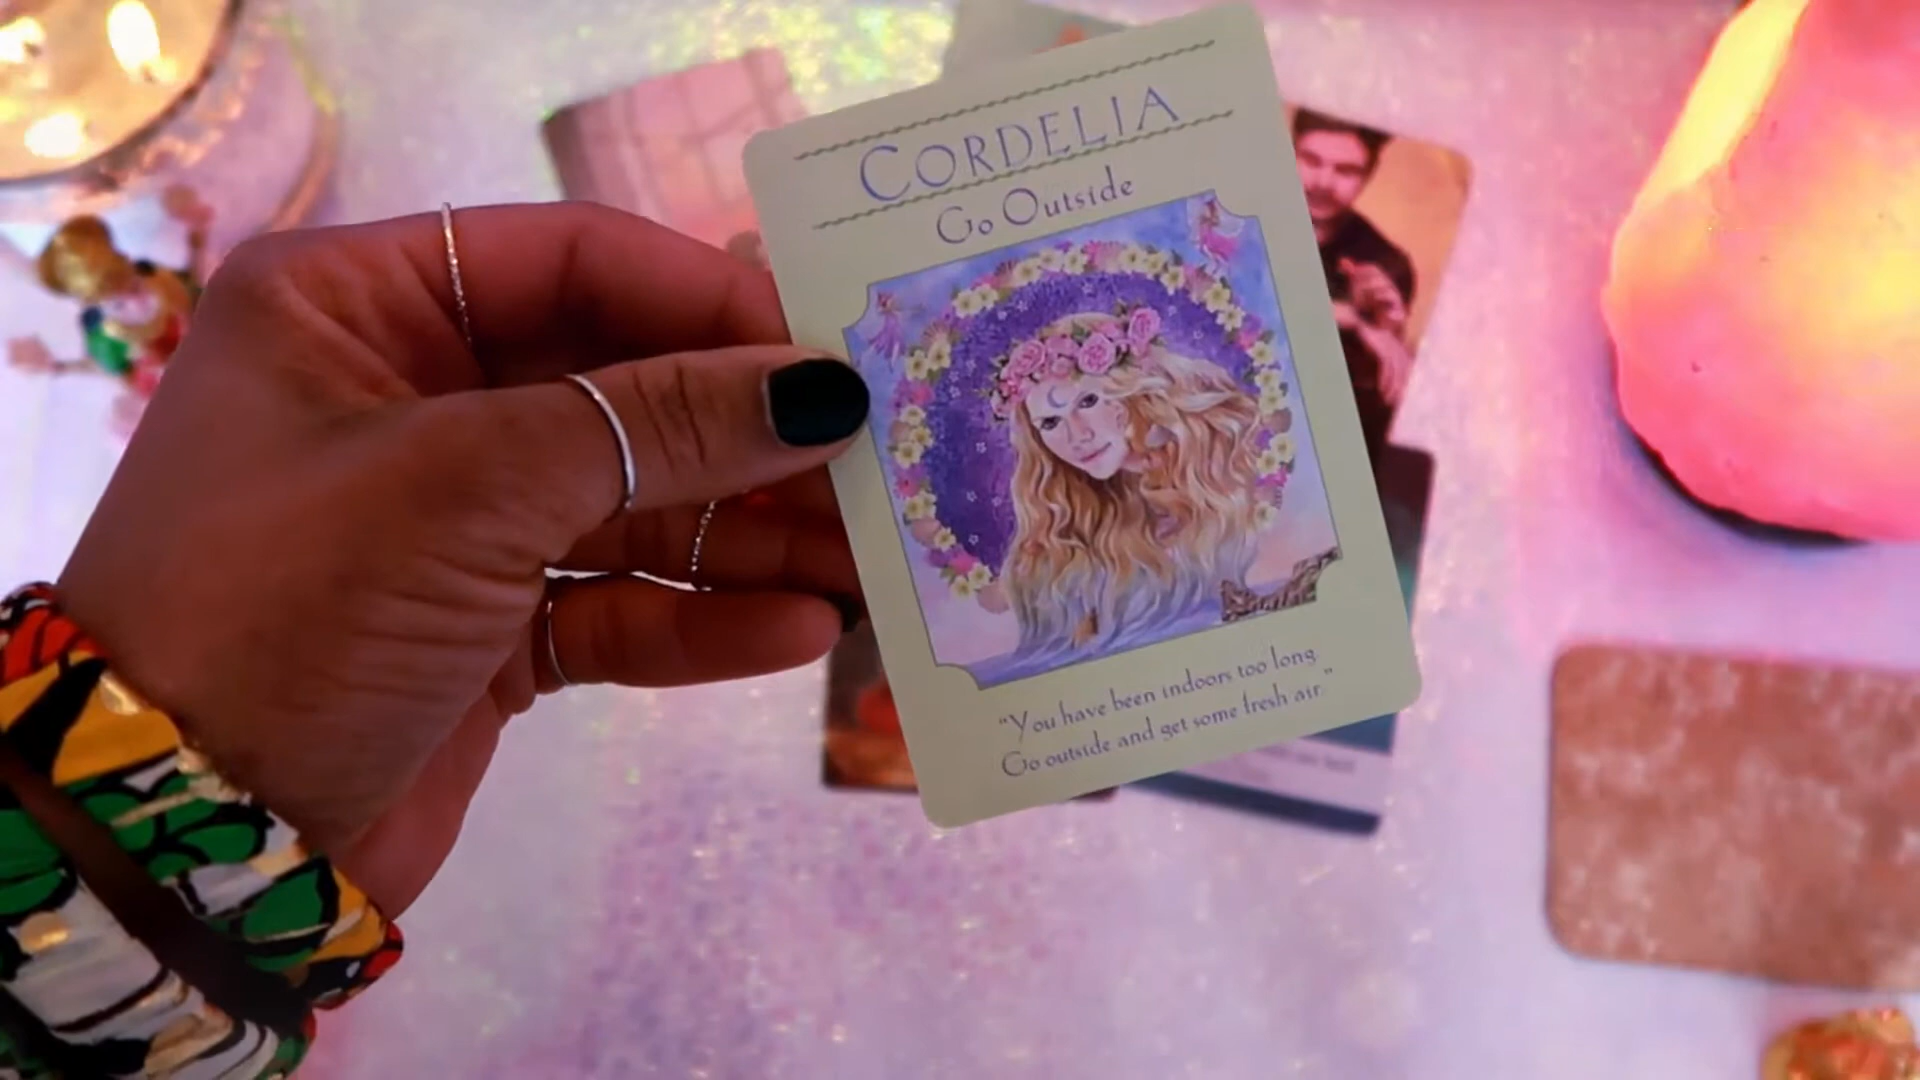 CORDELIA
Go Outside
"You have been indoors too long.
Go outside and get some fresh air."